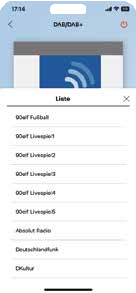 17:14
DAB/DAB+
Liste
90elf Fußball
90elf Livespiel1
90elf Livespiel2
90elf Livespiel3
90elf Livespiel4
90elf Livespiel5
Absolut Radio
Deutschlandfunk
DKultur